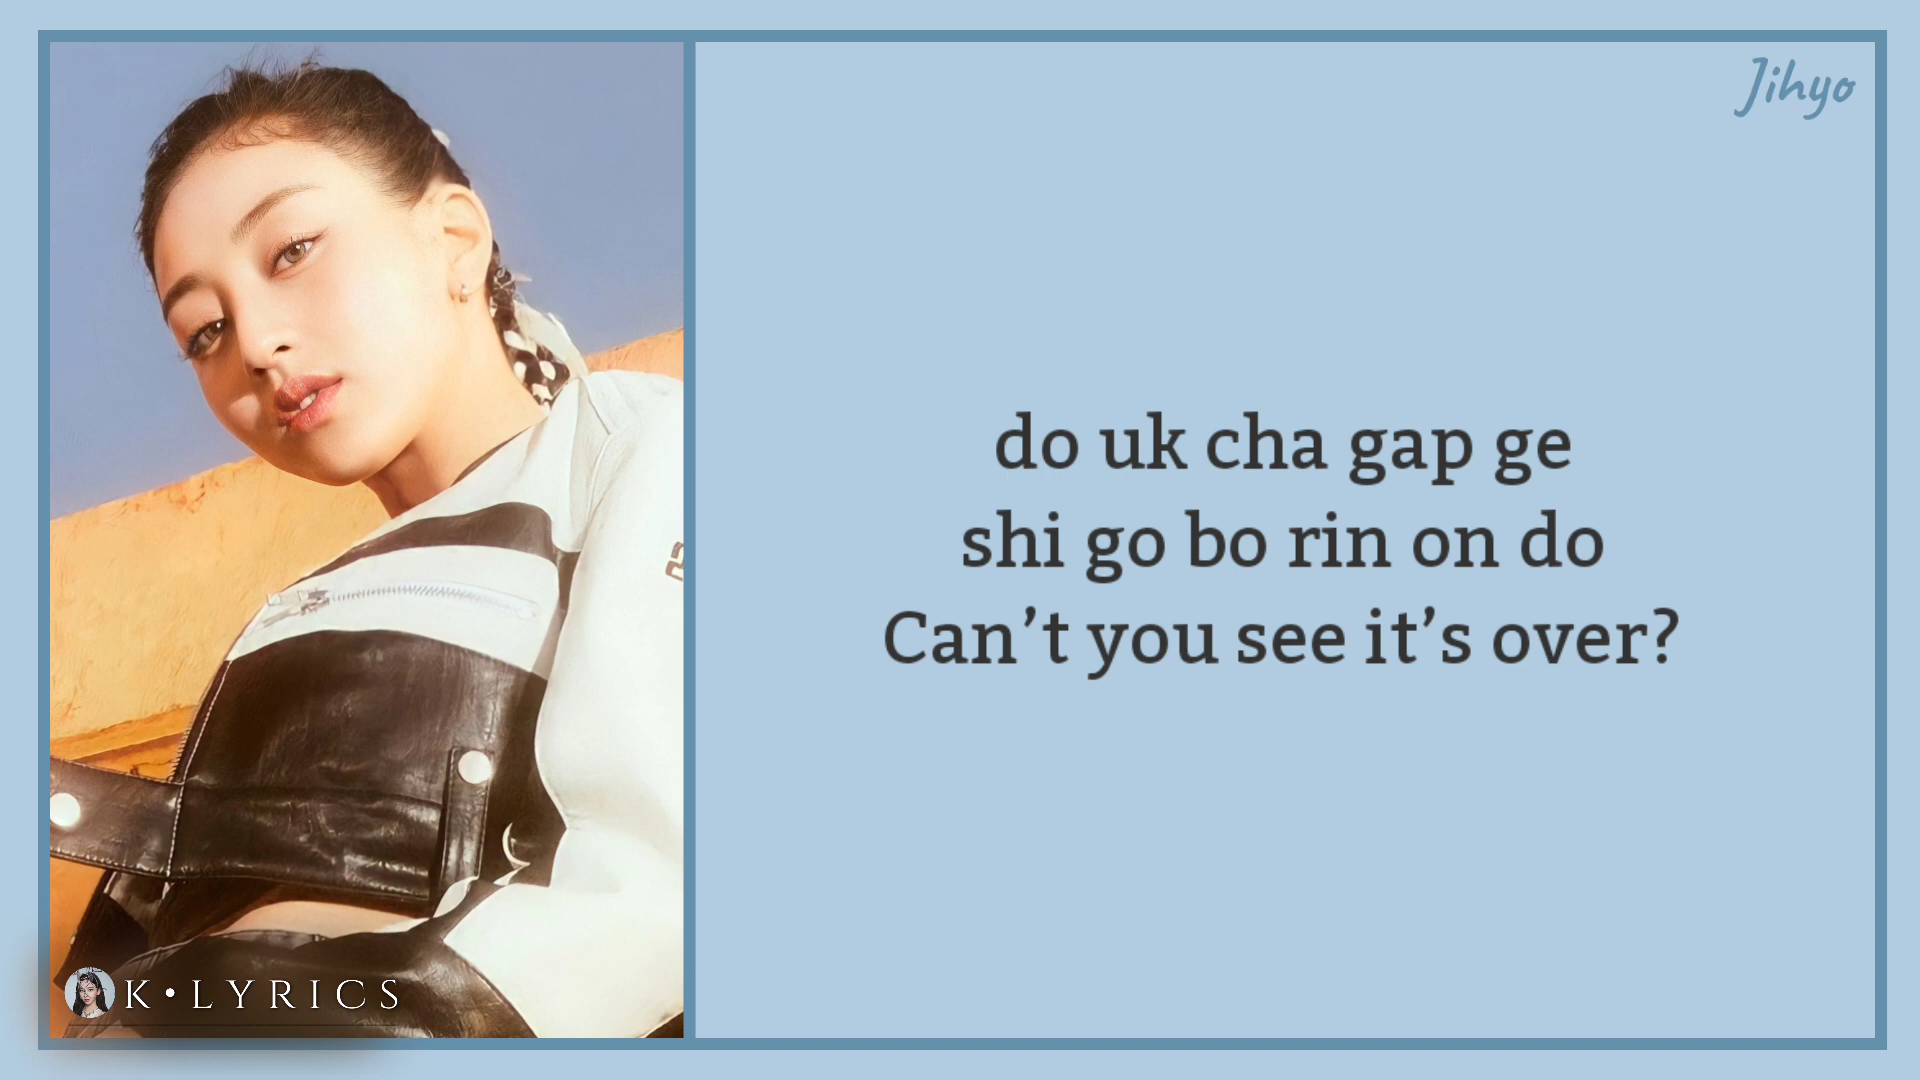 Jihyo
do uk cha gap ge
shi go bo rin on do
Can’t you see it’s over?
K•LYRICS